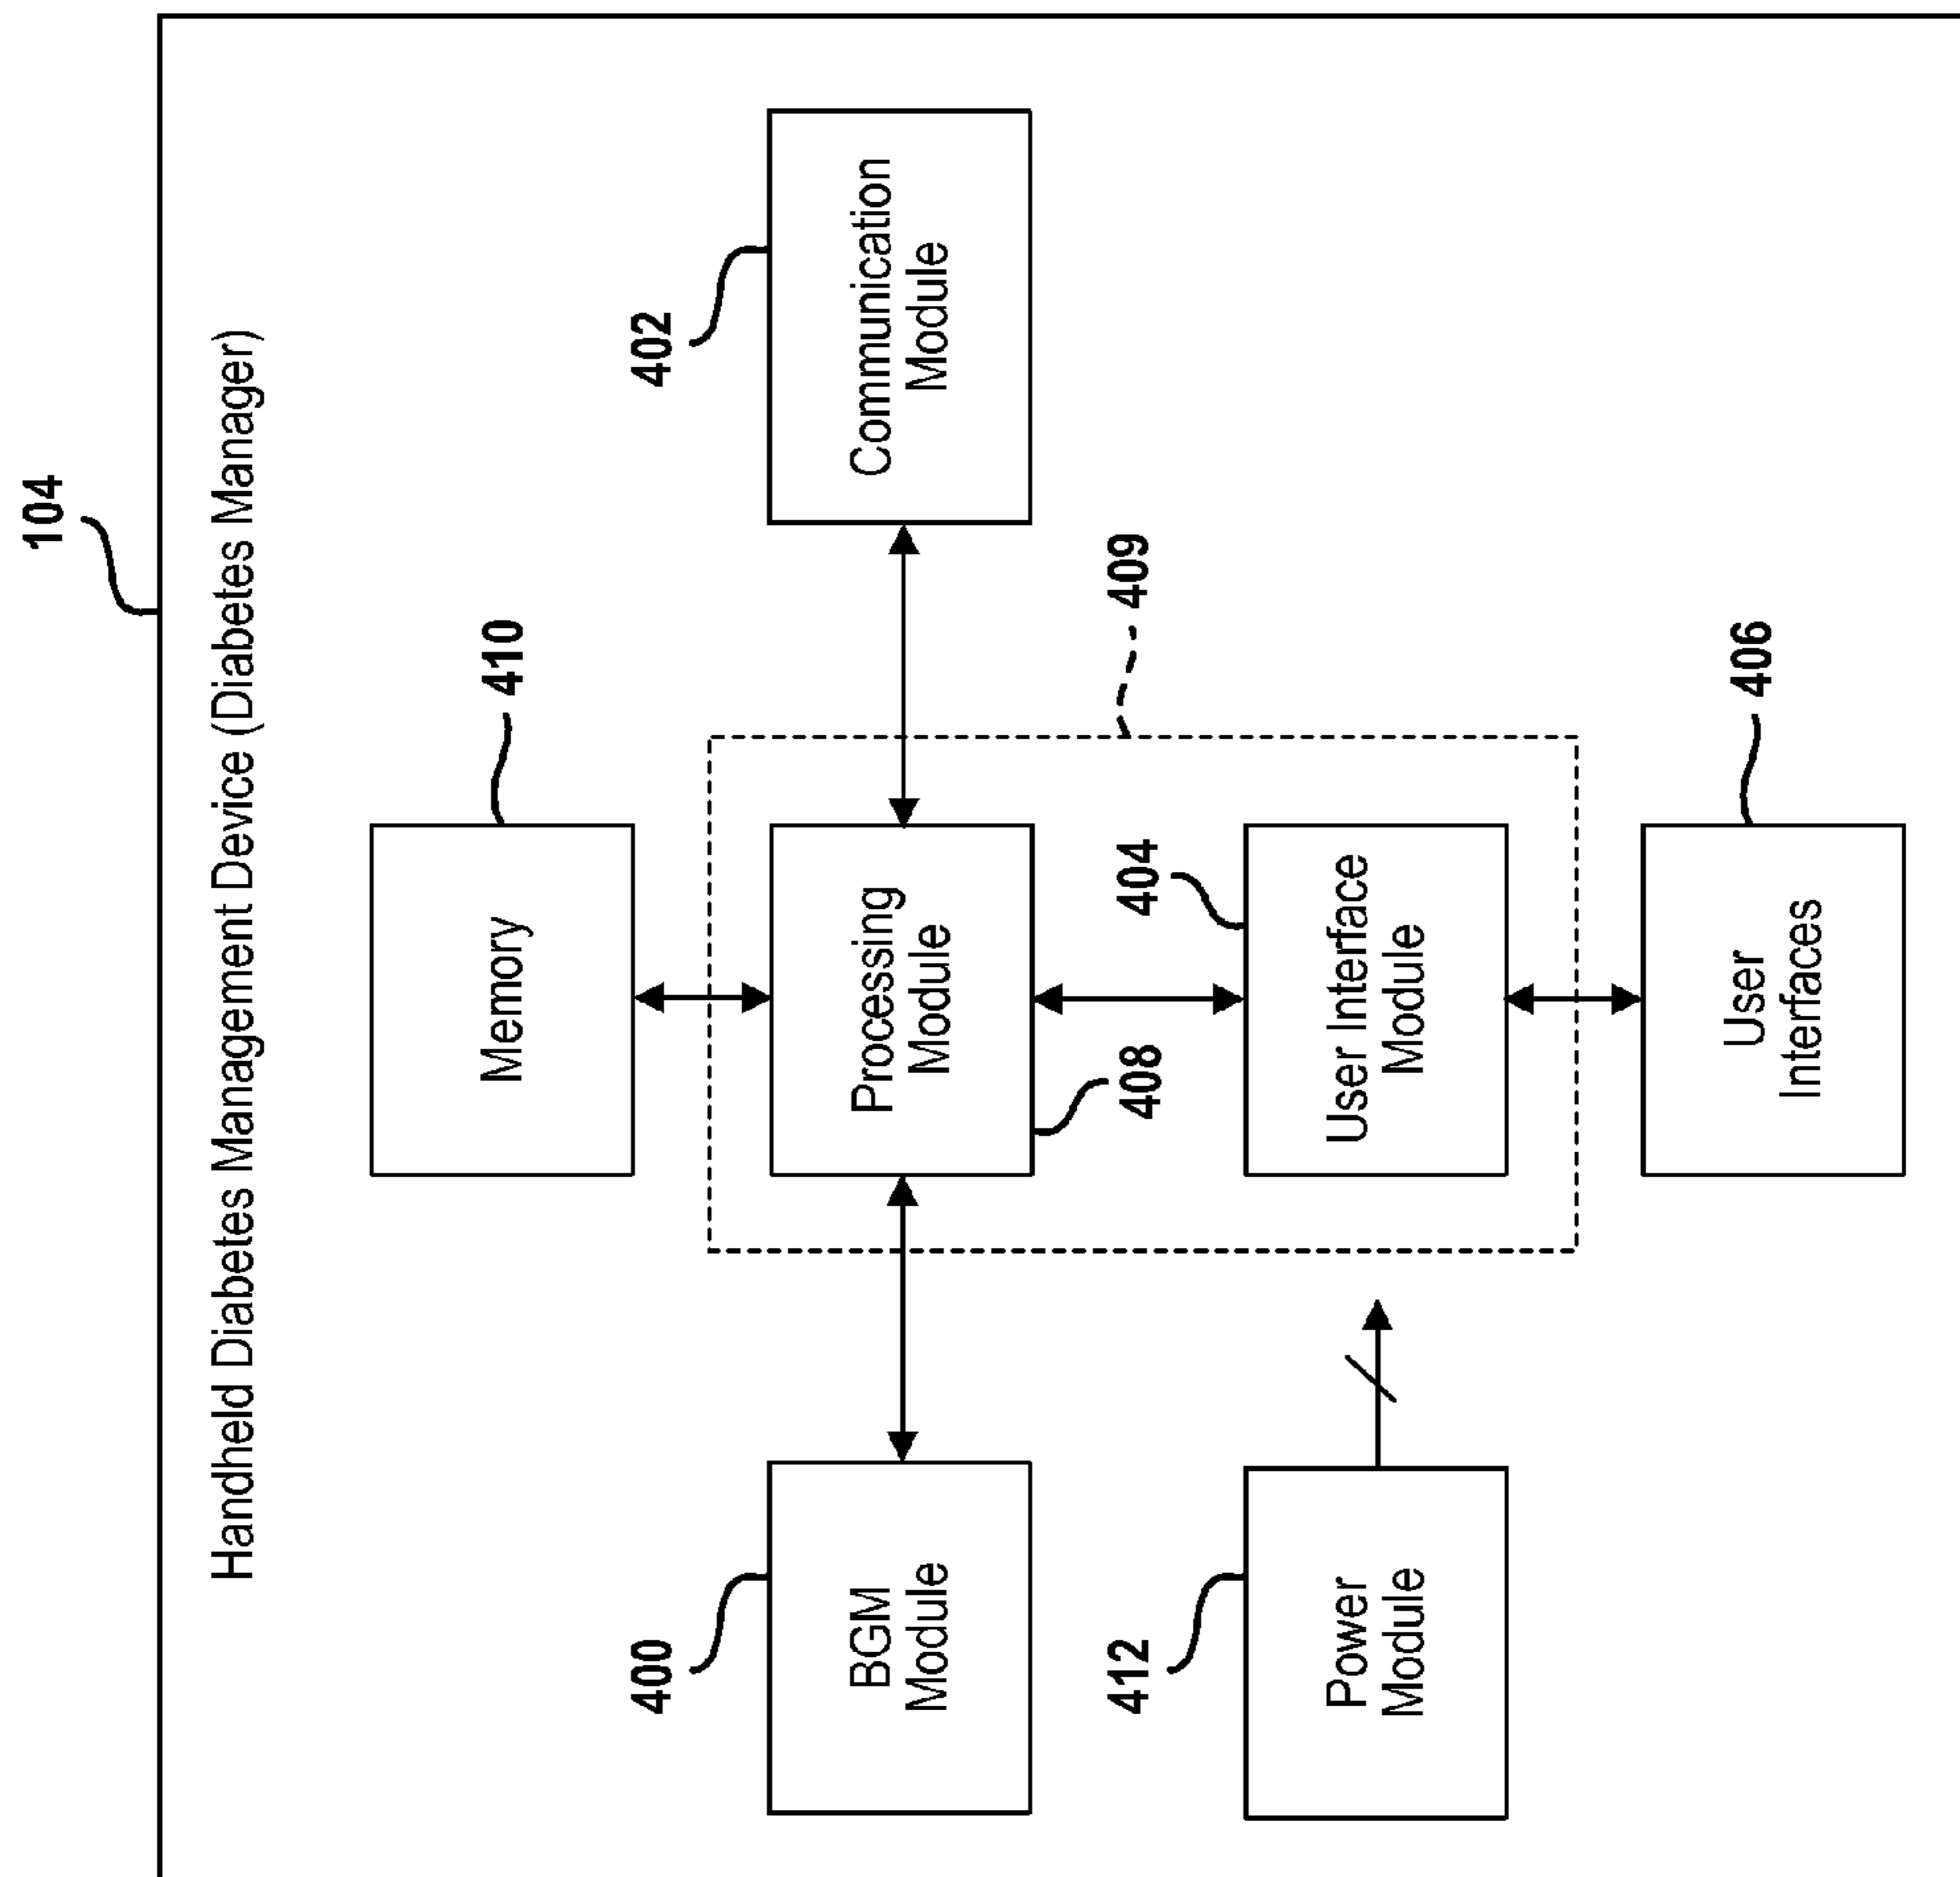 104
Handheld Diabetes Management Device (Diabetes Manager)
410
Memory
400
BGM
Module
Processing
Module
408
402
Communication
Module
409
412
Power
Module
404
User Interface
Module
406
User
Interfaces